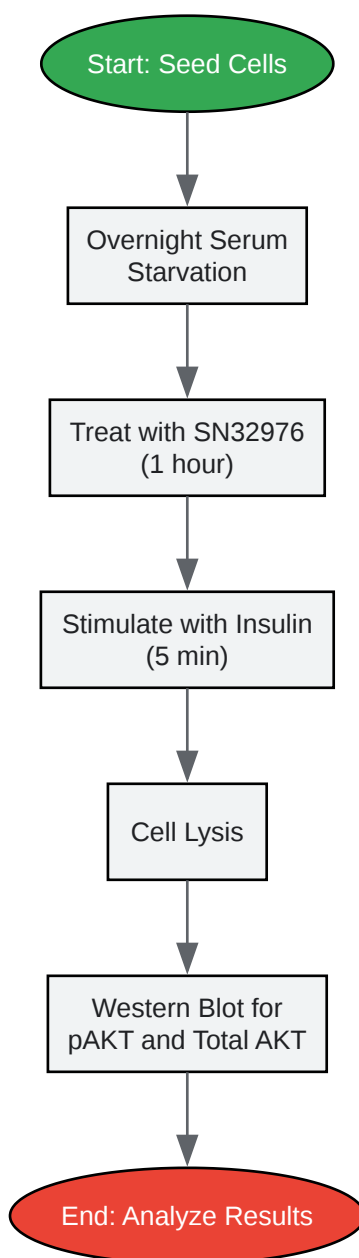 Start: Seed Cells
Overnight Serum
Starvation
Treat with SN32976
(1 hour)
Stimulate with Insulin
(5 min)
Cell Lysis
Western Blot for
pAKT and Total AKT
End: Analyze Results